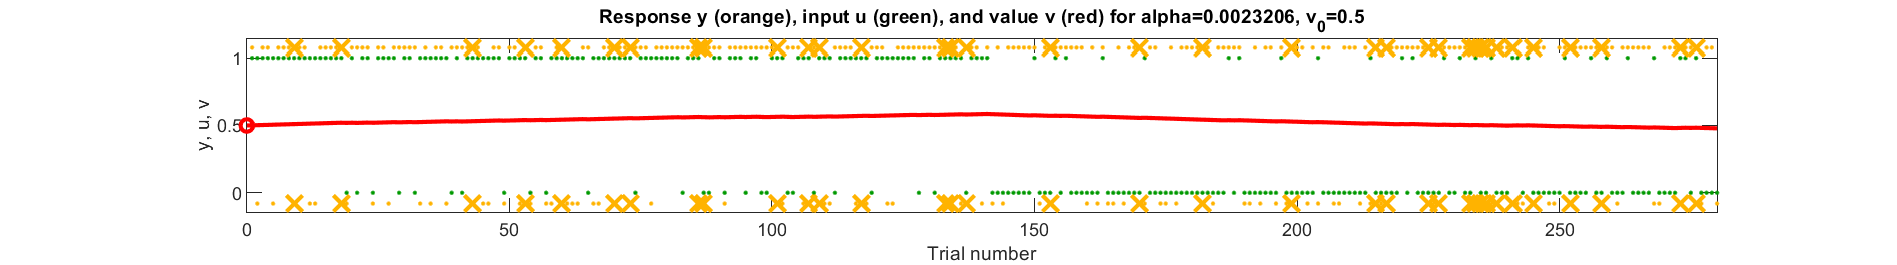 Response y (orange), input u (green), and value v (red) for alpha=0.0023206, v0=0.5
y, u, v
1
0.5
0
0 50 100 150 200 250
Trial number